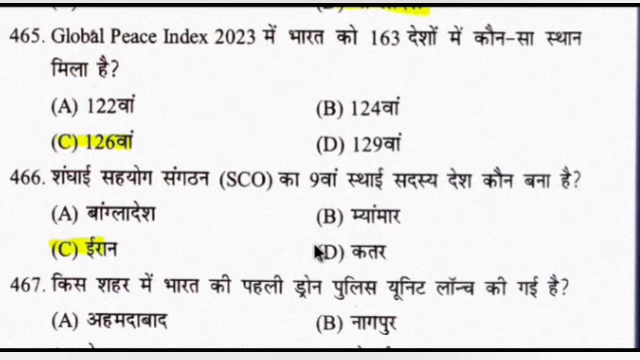 465. Global Peace Index 2023 में भारत को 163 देशों में कौन-सा स्थान
मिला है?
(A) 122वां (B) 124वां
(C) 126वां (D) 129वां
466. शंघाई सहयोग संगठन (SCO) का 9वां स्थाई सदस्य देश कौन बना है?
(A) बांग्लादेश (B) म्यांमार
(C) ईरान (D) कतर
467. किस शहर में भारत की पहली ड्रोन पुलिस यूनिट लॉन्च की गई है?
(A) अहमदाबाद (B) नागपुर